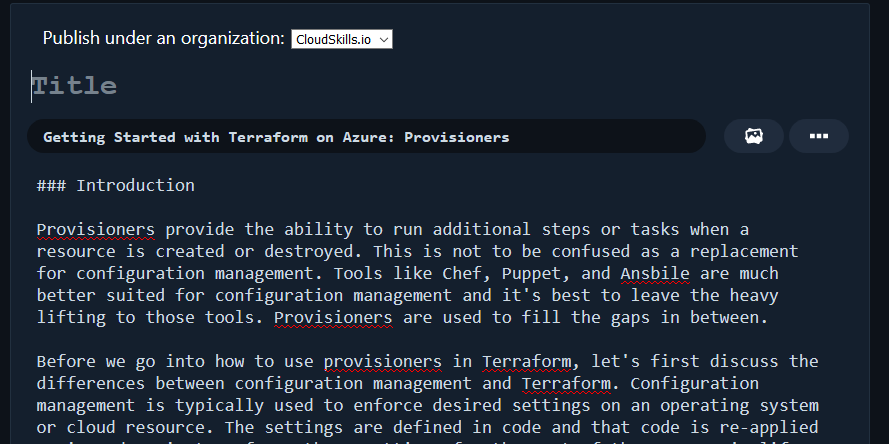 Publish under an organization: CloudSkills.io
Title
Getting Started with Terraform on Azure: Provisioners
### Introduction
Provisioners provide the ability to run additional steps or tasks when a
resource is created or destroyed. This is not to be confused as a replacement
for configuration management. Tools like Chef, Puppet, and Ansbile are much
better suited for configuration management and it's best to leave the heavy
lifting to those tools. Provisioners are used to fill the gaps in between.
Before we go into how to use provisioners in Terraform, let's first discuss the
differences between configuration management and Terraform. Configuration
management is typically used to enforce desired settings on an operating system
or cloud resource. The settings are defined in code and that code is re-applied